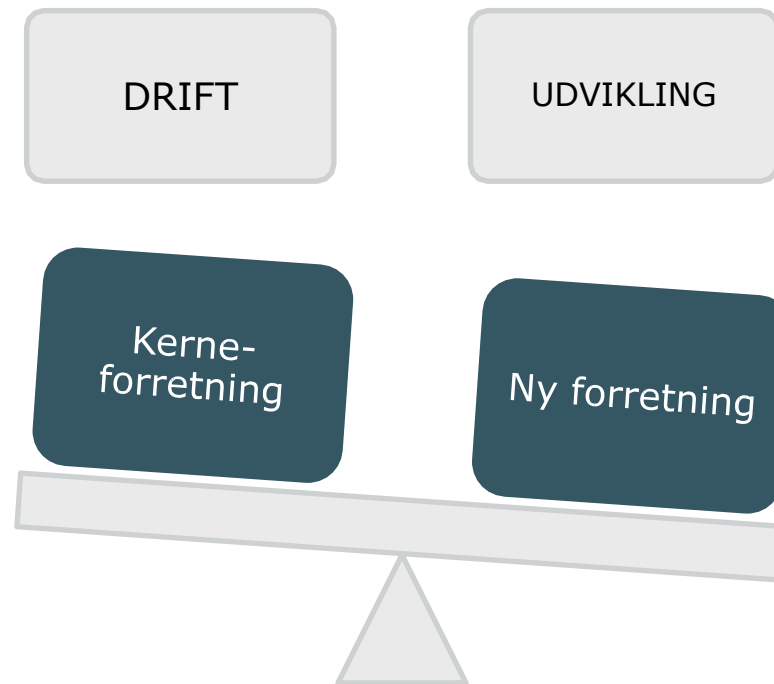 DRIFT
UDVIKLING
Kerne-
forretning
Ny forretning